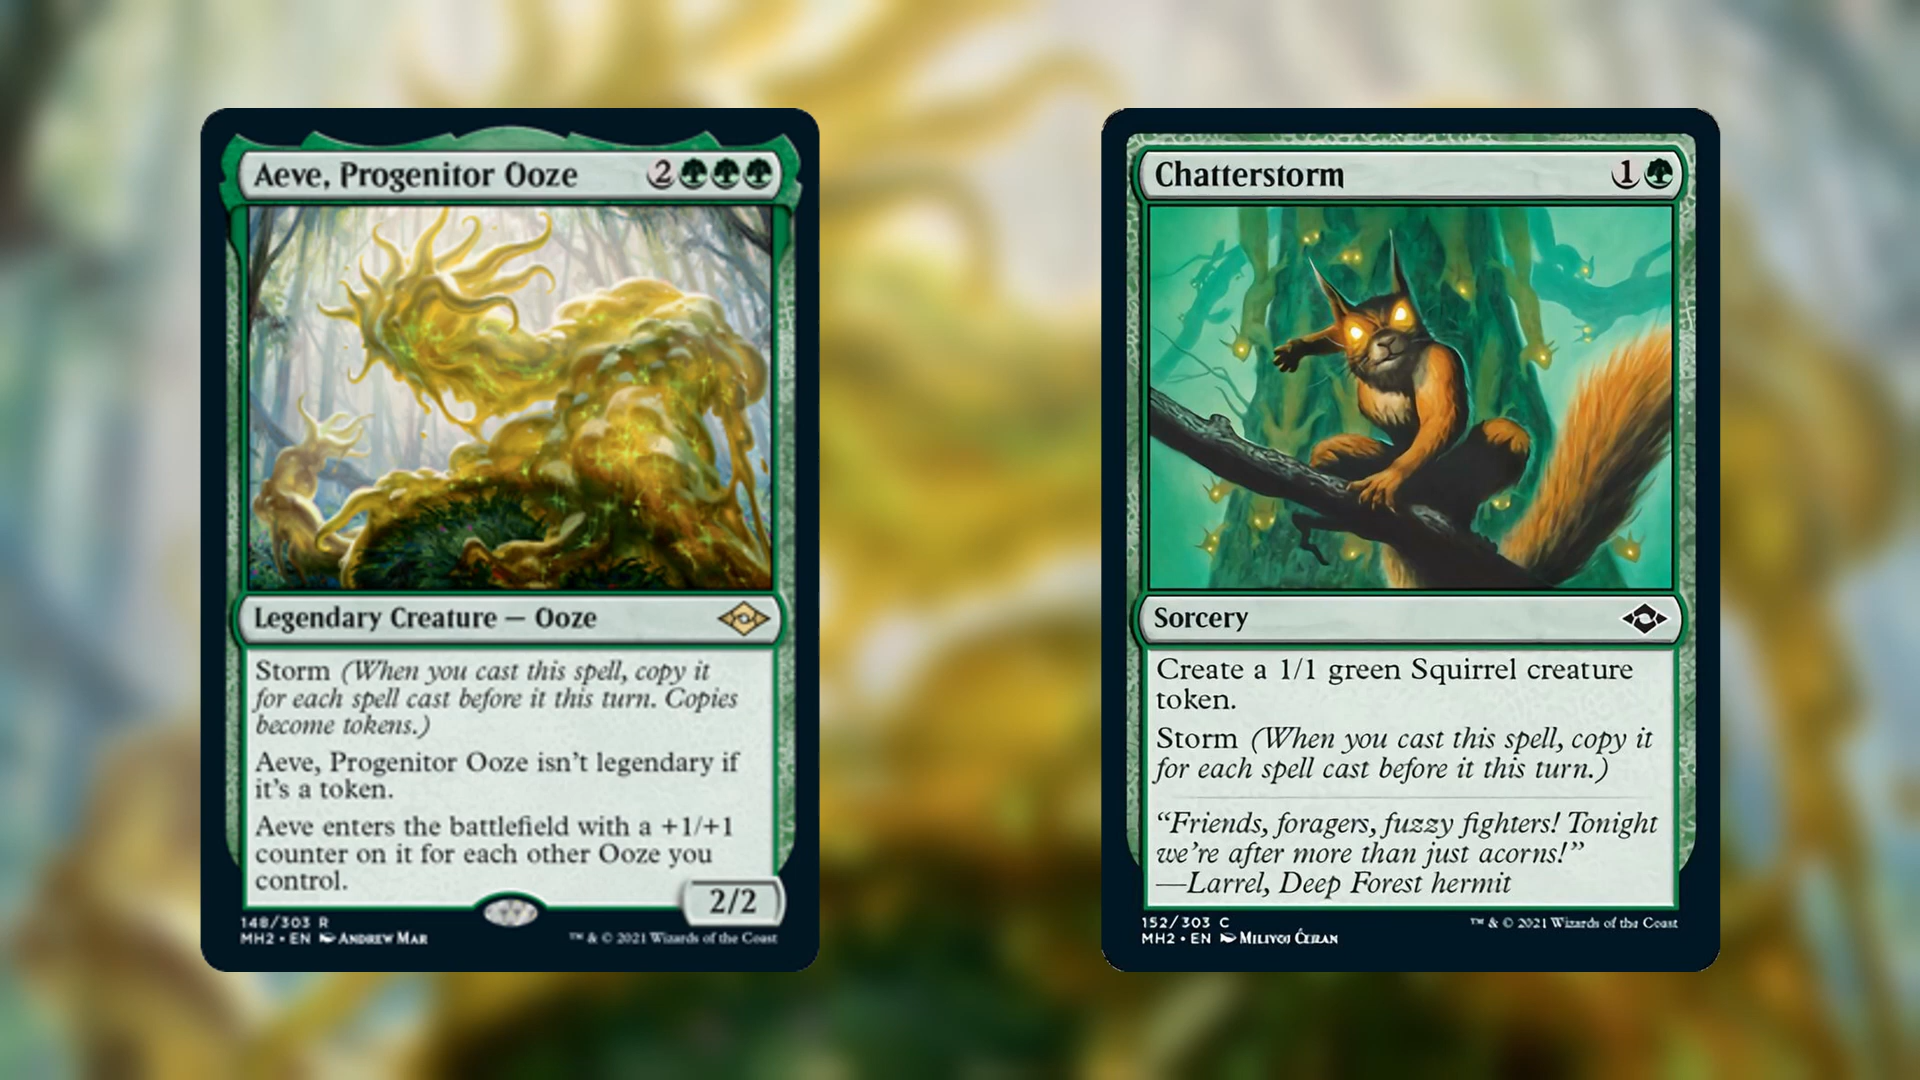 Aeve, Progenitor Ooze 2
Legendary Creature — Ooze
Storm (When you cast this spell, copy it
for each spell cast before it this turn. Copies
become tokens.)
Aeve, Progenitor Ooze isn't legendary if
it's a token.
Aeve enters the battlefield with a +1/+1
counter on it for each other Ooze you
control.
2/2
148/303 R
MH2 • EN Andrew Mar
™ & © 2021 Wizards of the Coast
Chatterstorm 1
Sorcery
Create a 1/1 green Squirrel creature
token.
Storm (When you cast this spell, copy it
for each spell cast before it this turn.)
"Friends, foragers, fuzzy fighters! Tonight
we're after more than just acorns!"
—Larrel, Deep Forest hermit
152/303 C
MH2 • EN Milivoj Ćeran
™ & © 2021 Wizards of the Coast